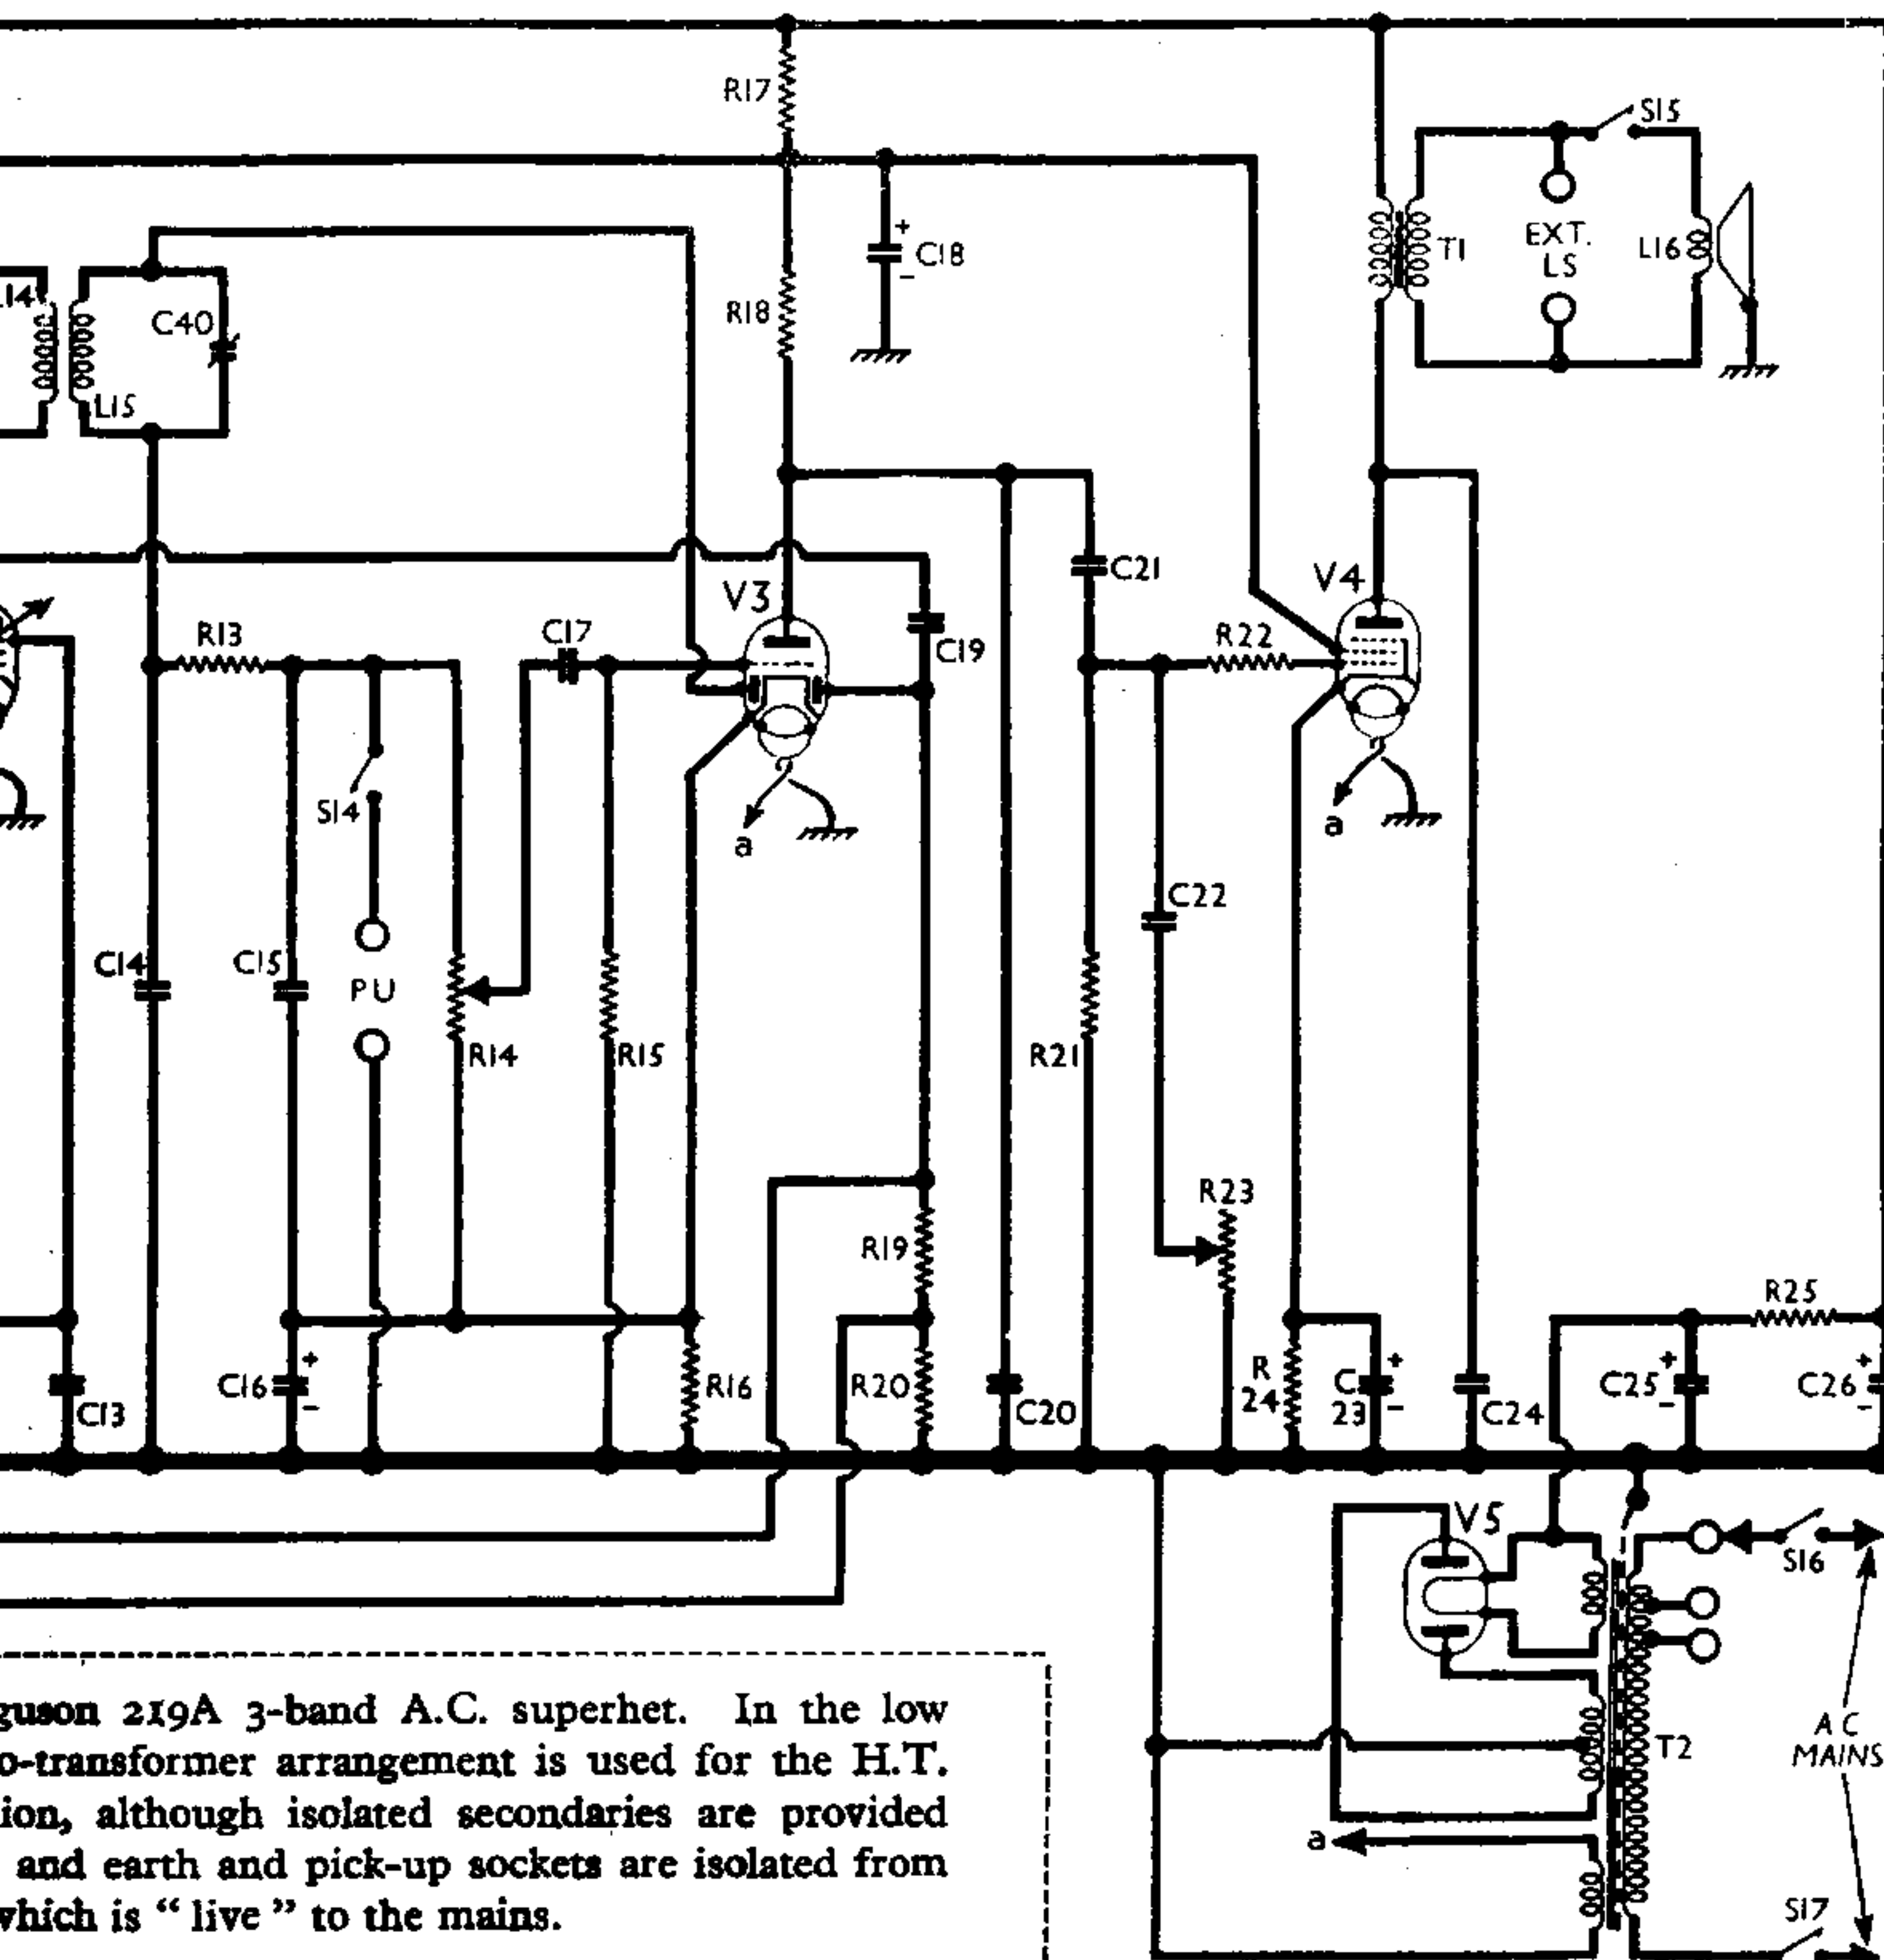 R17
S15
C18
T1
EXT.
LS
L16
R18
C40
L15
C21
V3
V4
R13
C17
C19
R22
S14
a
a
C22
C14
C15
PU
R14
R15
R21
R23
R19
R25
C13
C16
+
-
R16
R20
C20
R
24
C
23
C24
C25
C26
V5
S16
A C
MAINS
T2
a
S17
guson 219A 3-band A.C. superhet. In the low
o-transformer arrangement is used for the H.T.
ion, although isolated secondaries are provided
and earth and pick-up sockets are isolated from
which is “ live ” to the mains.